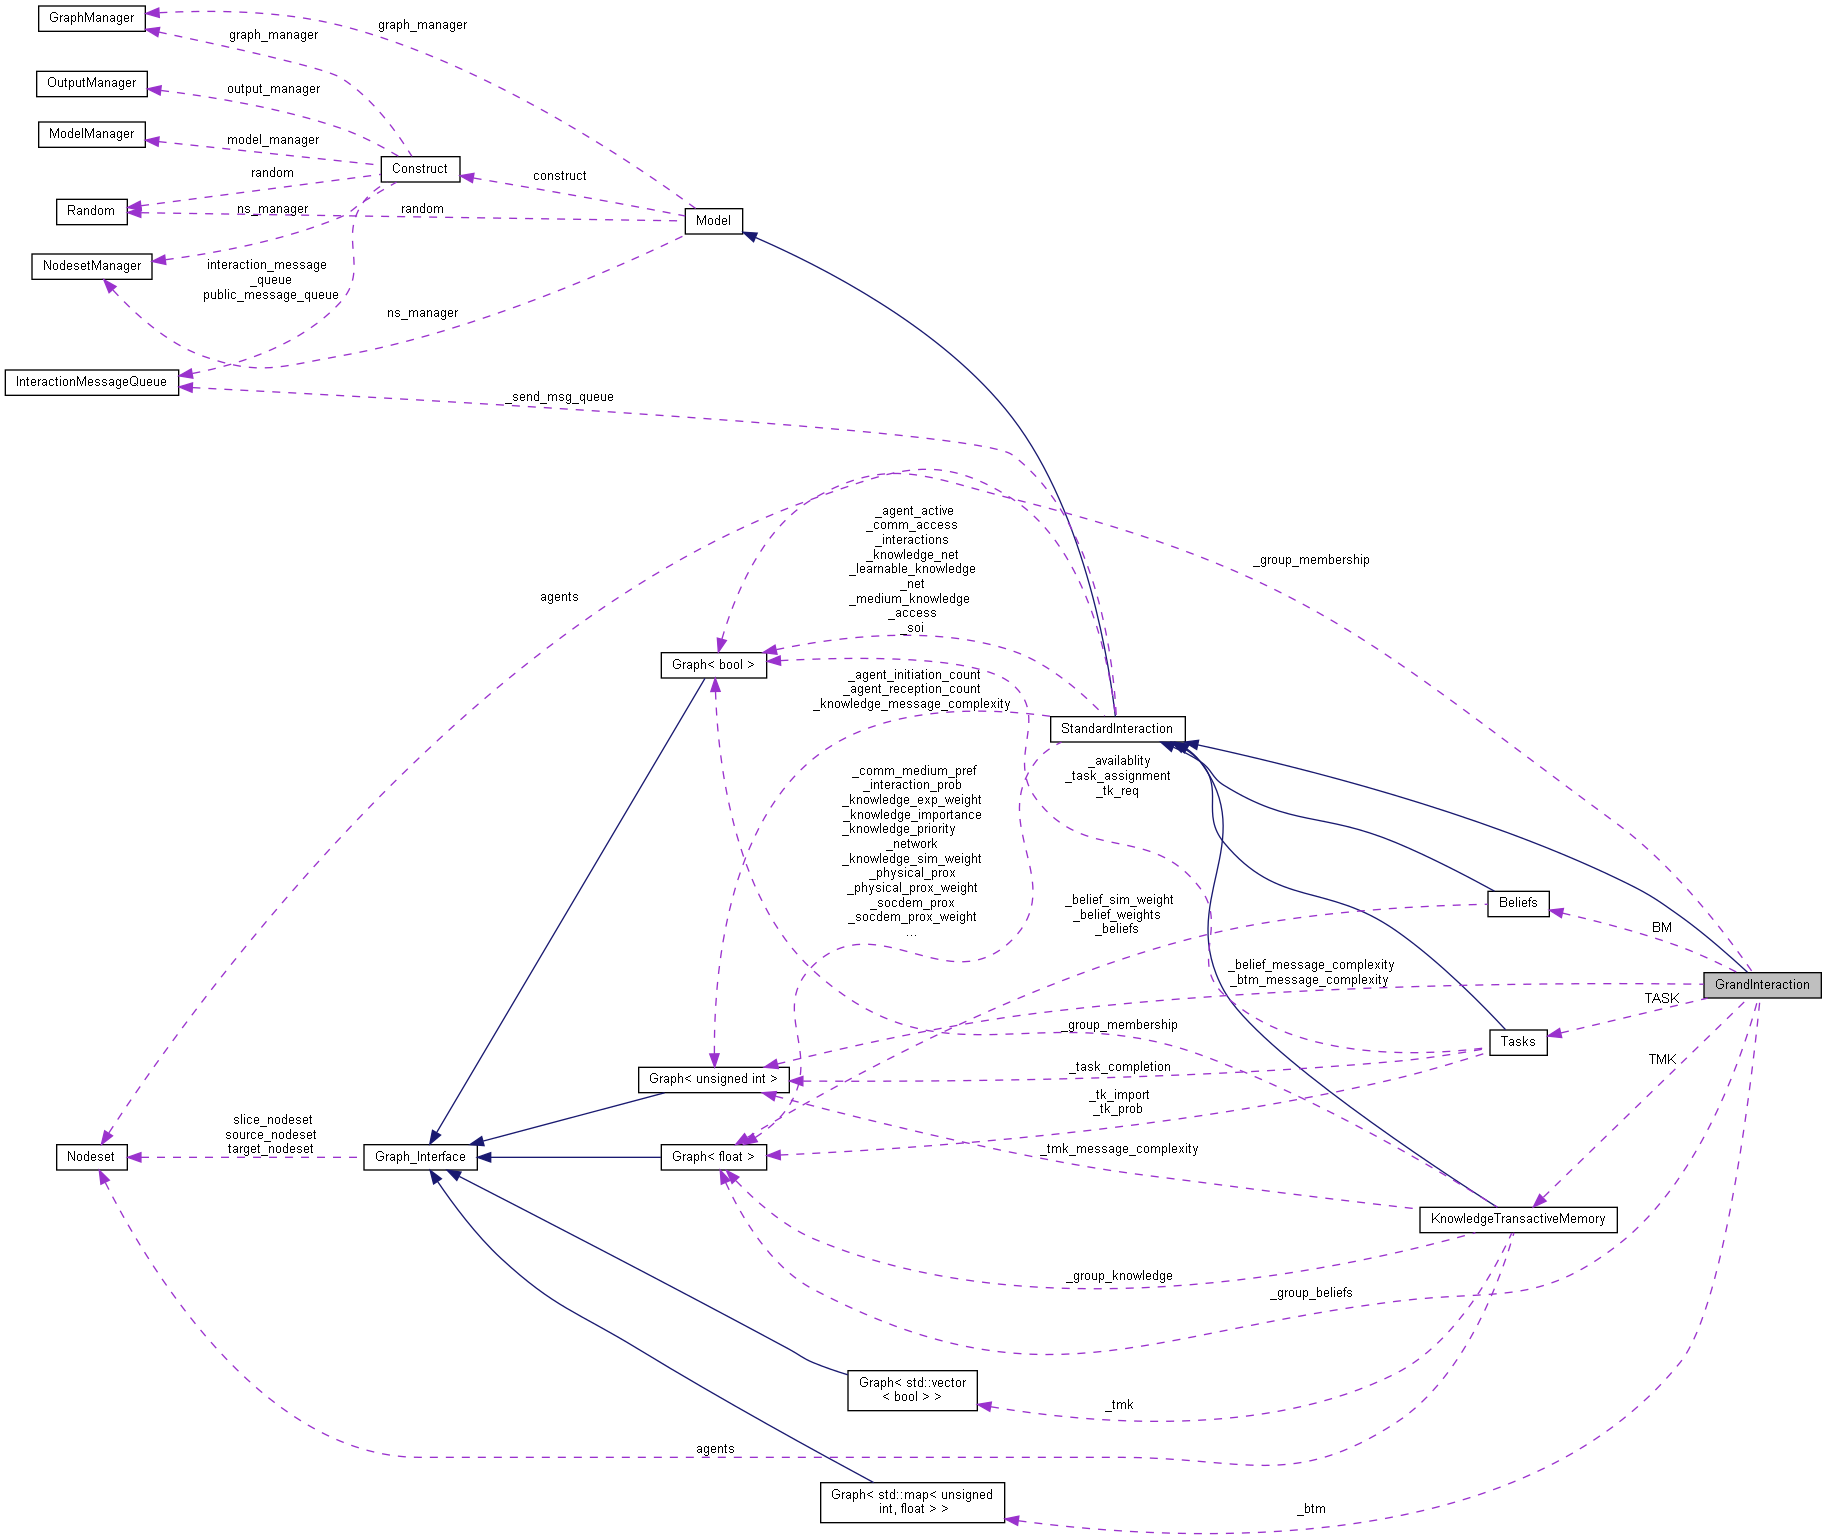 GraphManager
graph_manager
graph_manager
OutputManager
output_manager
ModelManager
model_manager
Construct
random
construct
Random
ns_manager
random
Model
NodesetManager
interaction_message
_queue
public_message_queue
ns_manager
InteractionMessageQueue
_send_msg_queue
_agent_active
_comm_access
_interactions
_knowledge_net
_learnable_knowledge
_net
_medium_knowledge
_access
_soi
_group_membership
agents
Graph< bool >
_agent_initiation_count
_agent_reception_count
_knowledge_message_complexity
StandardInteraction
_availablity
_task_assignment
_tk_req
_comm_medium_pref
_interaction_prob
_knowledge_exp_weight
_knowledge_importance
_knowledge_priority
_network
_knowledge_sim_weight
_physical_prox
_physical_prox_weight
_socdem_prox
_socdem_prox_weight
...
_belief_sim_weight
_belief_weights
_beliefs
Beliefs
BM
_belief_message_complexity
_btm_message_complexity
GrandInteraction
TASK
_group_membership
Tasks
TMK
Graph< unsigned int >
_task_completion
_tk_import
_tk_prob
slice_nodeset
source_nodeset
target_nodeset
Nodeset
Graph_Interface
Graph< float >
_tmk_message_complexity
KnowledgeTransactiveMemory
_group_knowledge
_group_beliefs
Graph< std::vector
< bool > >
_tmk
agents
Graph< std::map< unsigned
int, float > >
_btm